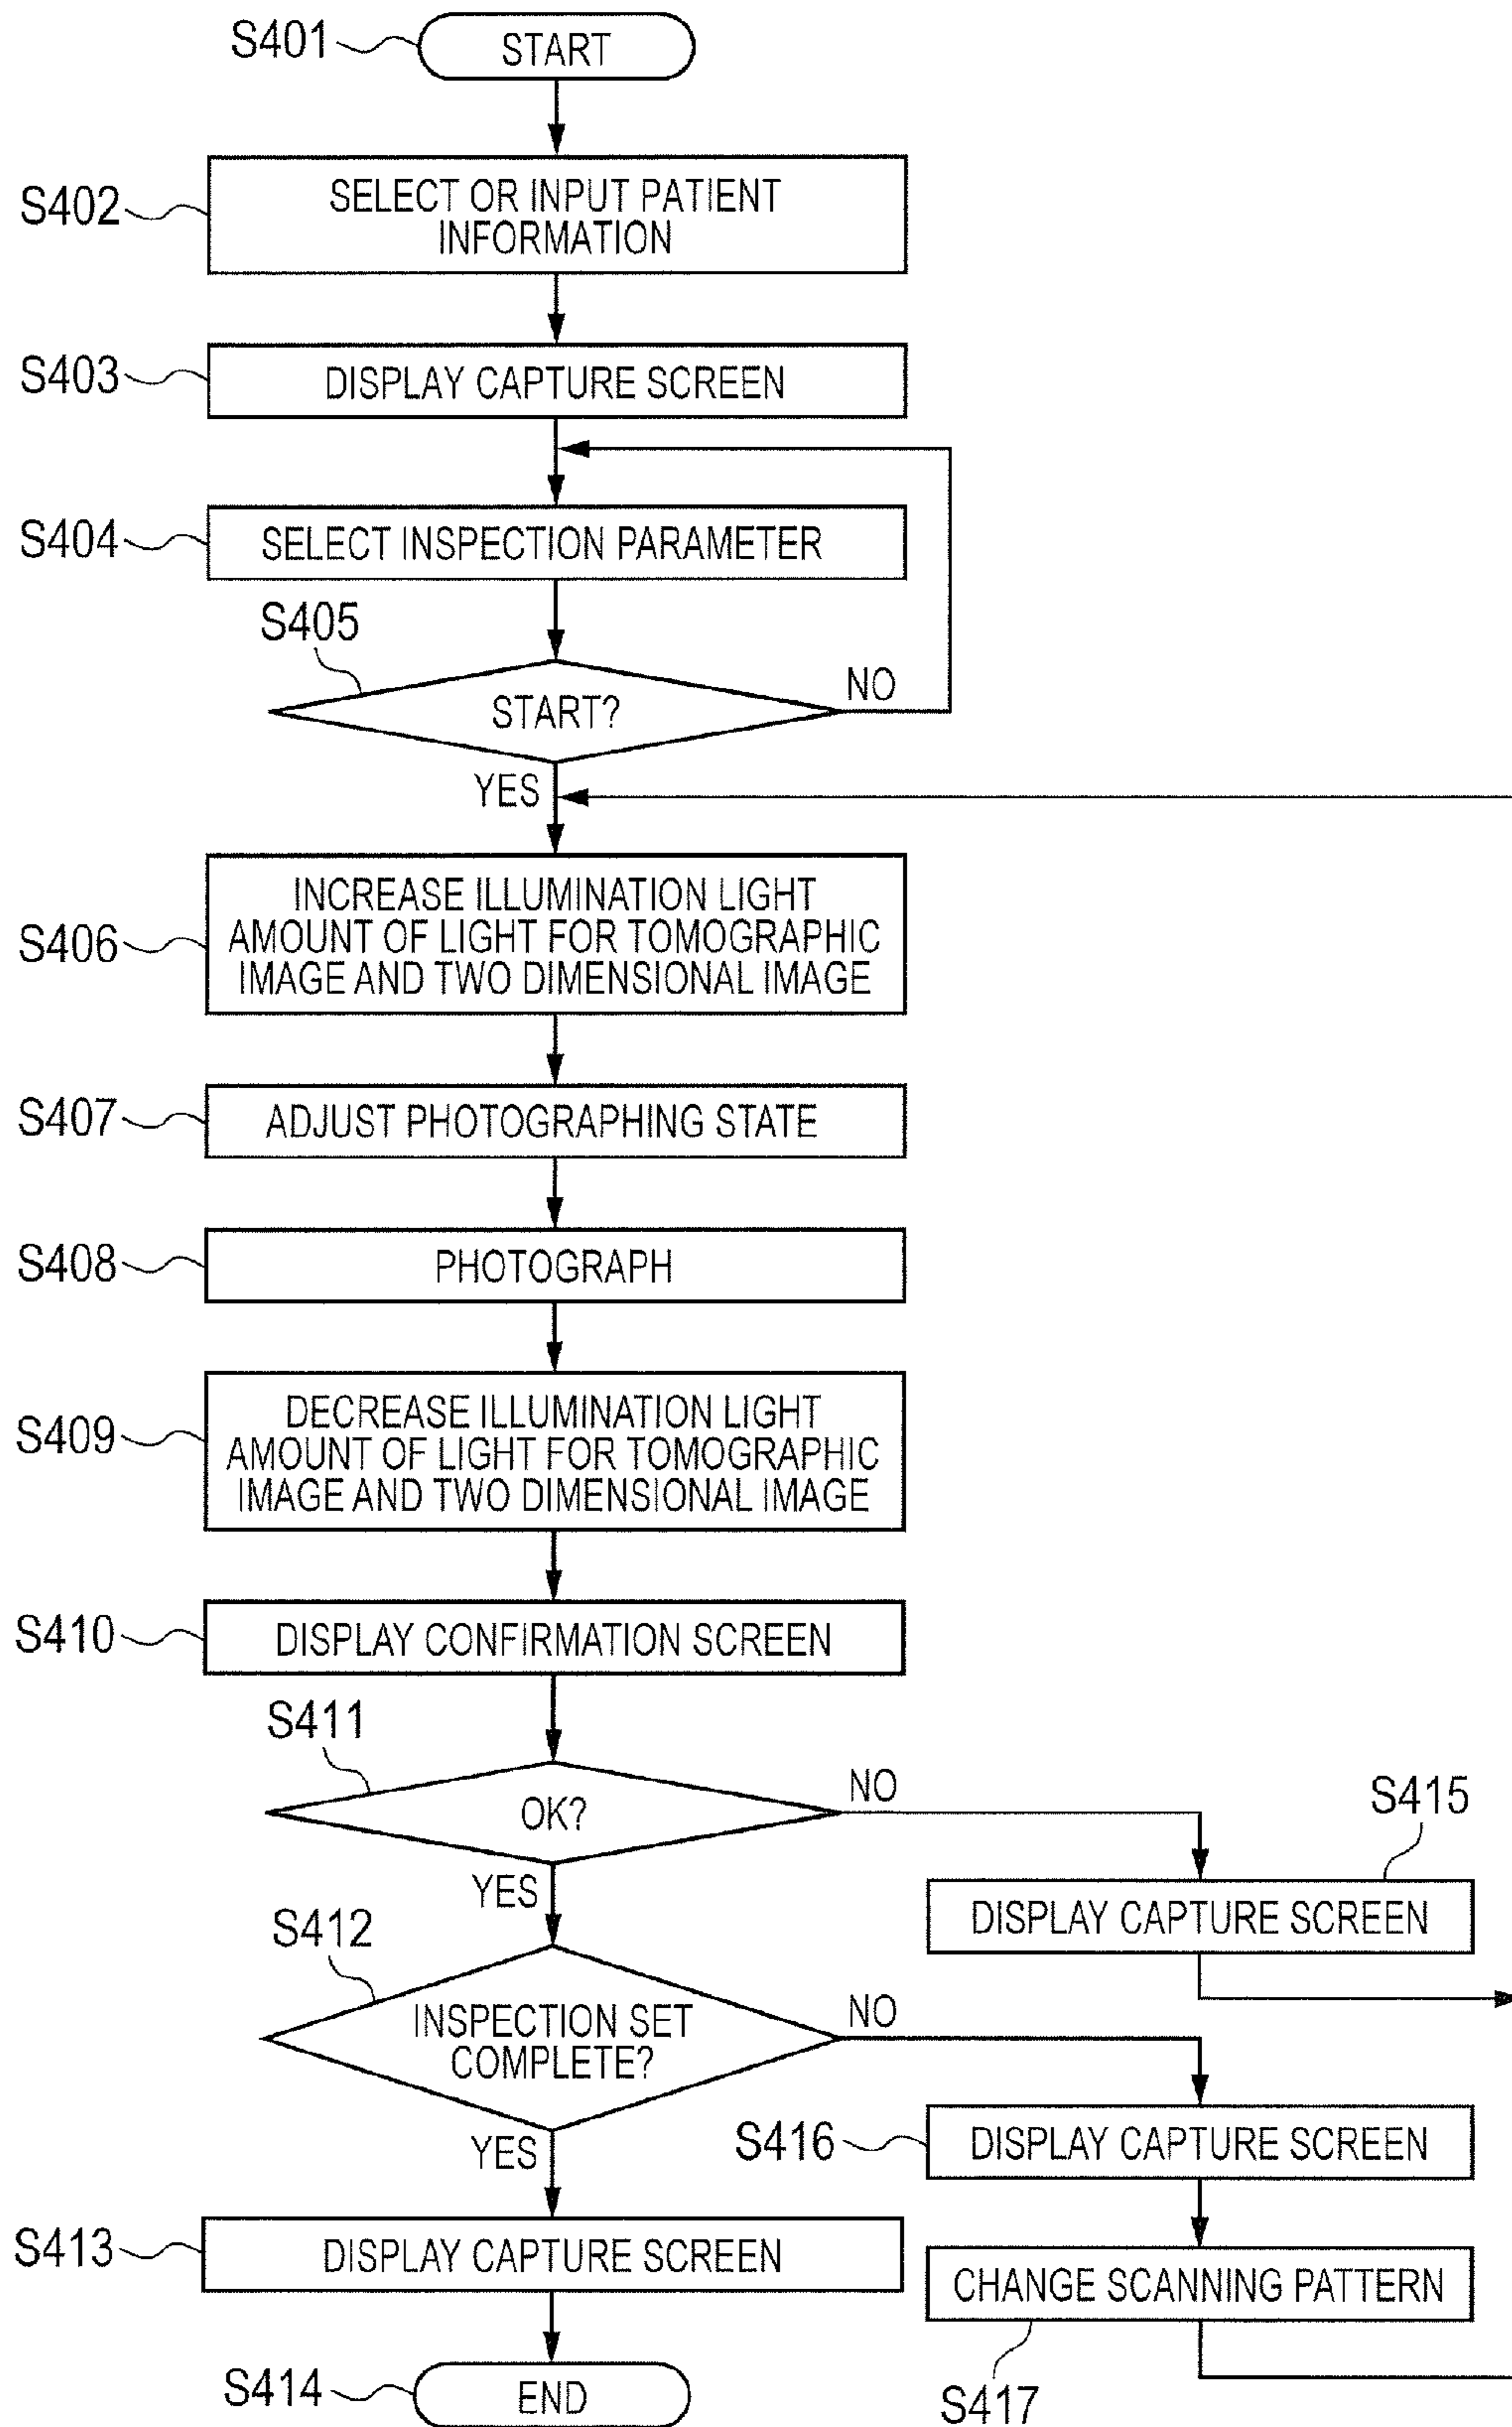 S401
START
S402
SELECT OR INPUT PATIENT
INFORMATION
S403
DISPLAY CAPTURE SCREEN
S404
SELECT INSPECTION PARAMETER
S405
START?
NO
YES
S406
INCREASE ILLUMINATION LIGHT
AMOUNT OF LIGHT FOR TOMOGRAPHIC
IMAGE AND TWO DIMENSIONAL IMAGE
S407
ADJUST PHOTOGRAPHING STATE
S408
PHOTOGRAPH
S409
DECREASE ILLUMINATION LIGHT
AMOUNT OF LIGHT FOR TOMOGRAPHIC
IMAGE AND TWO DIMENSIONAL IMAGE
S410
DISPLAY CONFIRMATION SCREEN
S411
OK?
NO
YES
S415
DISPLAY CAPTURE SCREEN
S412
INSPECTION SET
COMPLETE?
NO
YES
S416
DISPLAY CAPTURE SCREEN
S413
DISPLAY CAPTURE SCREEN
CHANGE SCANNING PATTERN
S417
S414
END